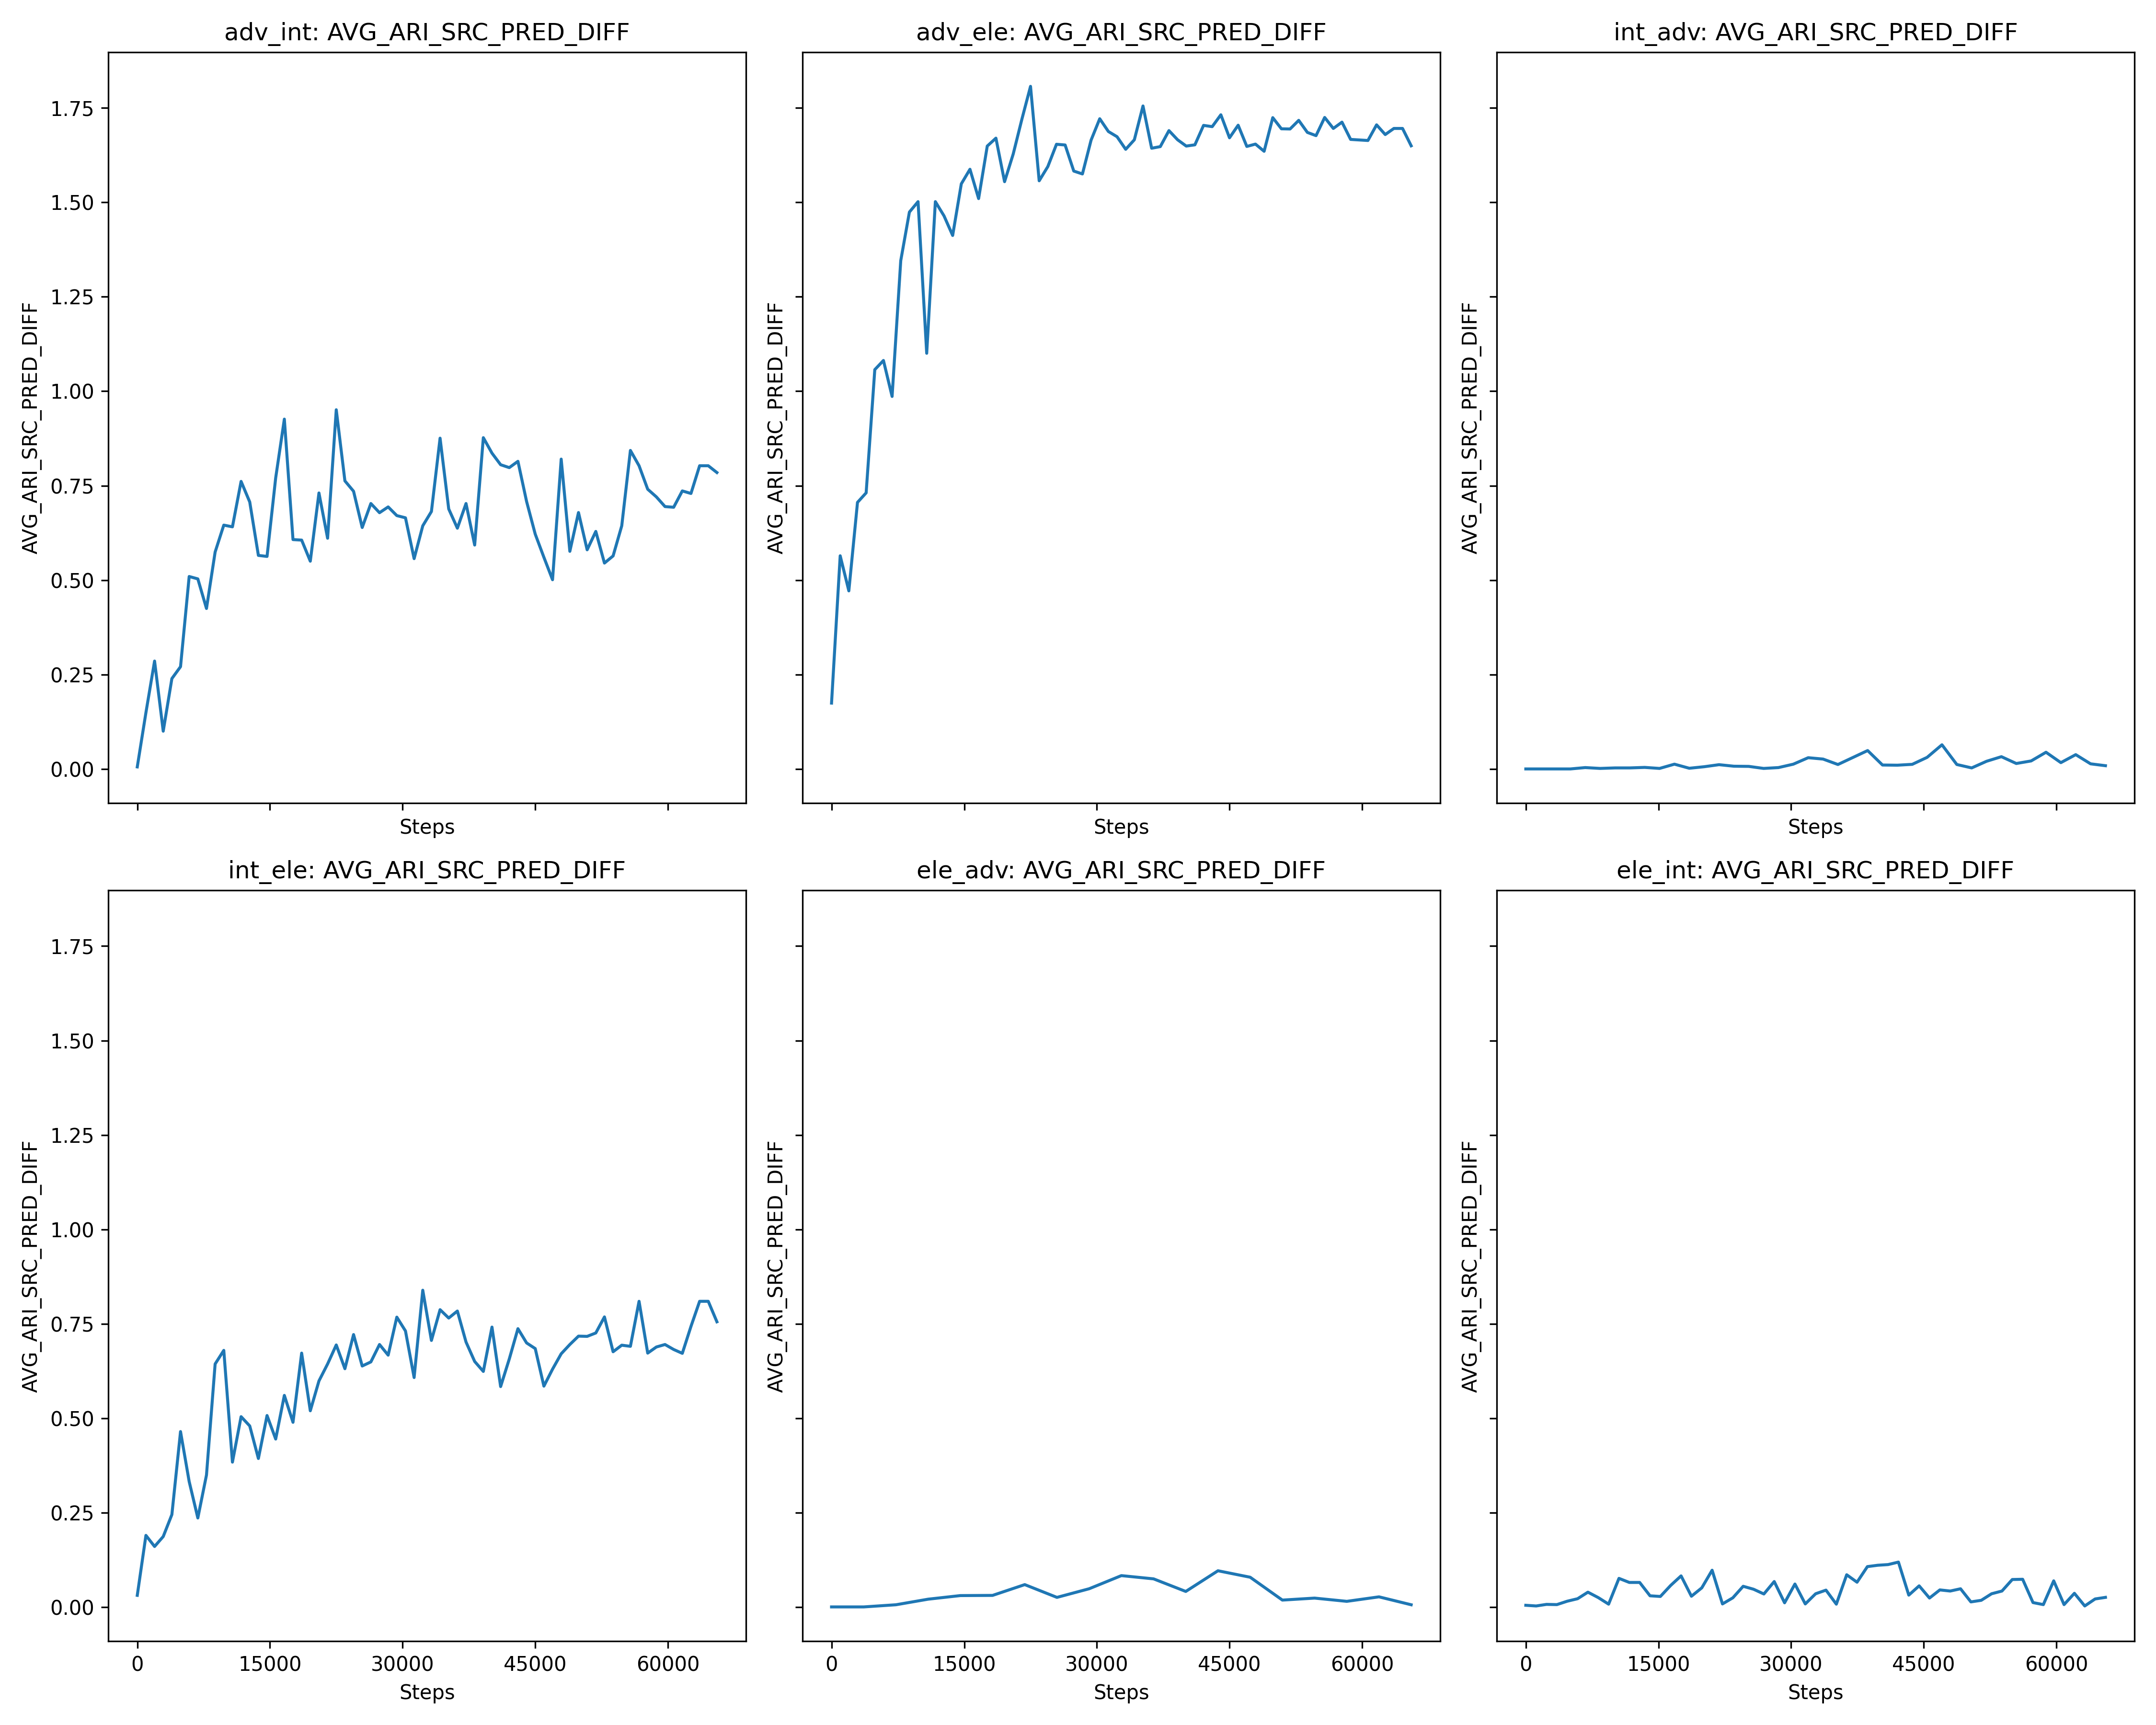 adv_int: AVG_ARI_SRC_PRED_DIFF
adv_ele: AVG_ARI_SRC_PRED_DIFF
int_adv: AVG_ARI_SRC_PRED_DIFF
AVG_ARI_SRC_PRED_DIFF
1.75
1.50
1.25
1.00
0.75
0.50
0.25
0.00
Steps
AVG_ARI_SRC_PRED_DIFF
Steps
AVG_ARI_SRC_PRED_DIFF
Steps
int_ele: AVG_ARI_SRC_PRED_DIFF
ele_adv: AVG_ARI_SRC_PRED_DIFF
ele_int: AVG_ARI_SRC_PRED_DIFF
AVG_ARI_SRC_PRED_DIFF
1.75
1.50
1.25
1.00
0.75
0.50
0.25
0.00
0 15000 30000 45000 60000
Steps
AVG_ARI_SRC_PRED_DIFF
0 15000 30000 45000 60000
Steps
AVG_ARI_SRC_PRED_DIFF
0 15000 30000 45000 60000
Steps